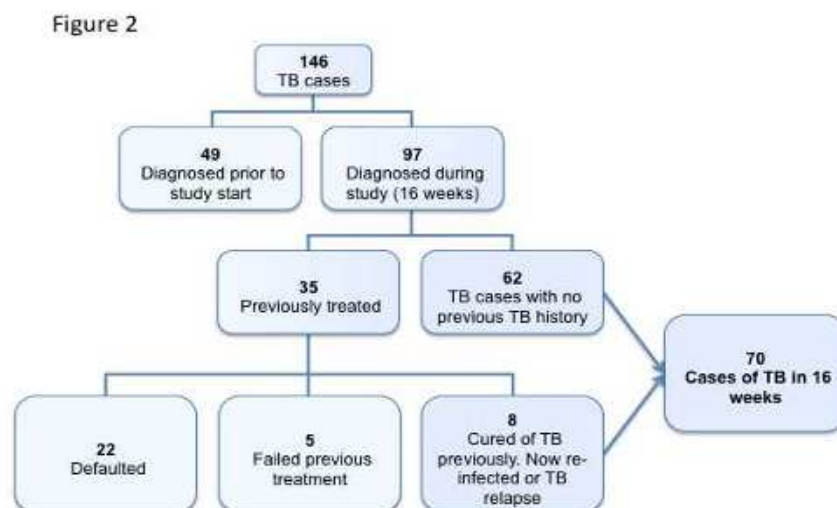 Figure 2
146
TB cases
49
Diagnosed prior to
study start
97
Diagnosed during
study (16 weeks)
35
Previously treated
62
TB cases with no
previous TB history
70
Cases of TB in 16
weeks
22
Defaulted
5
Failed previous
treatment
8
Cured of TB
previously. Now re-
infected or TB
relapse